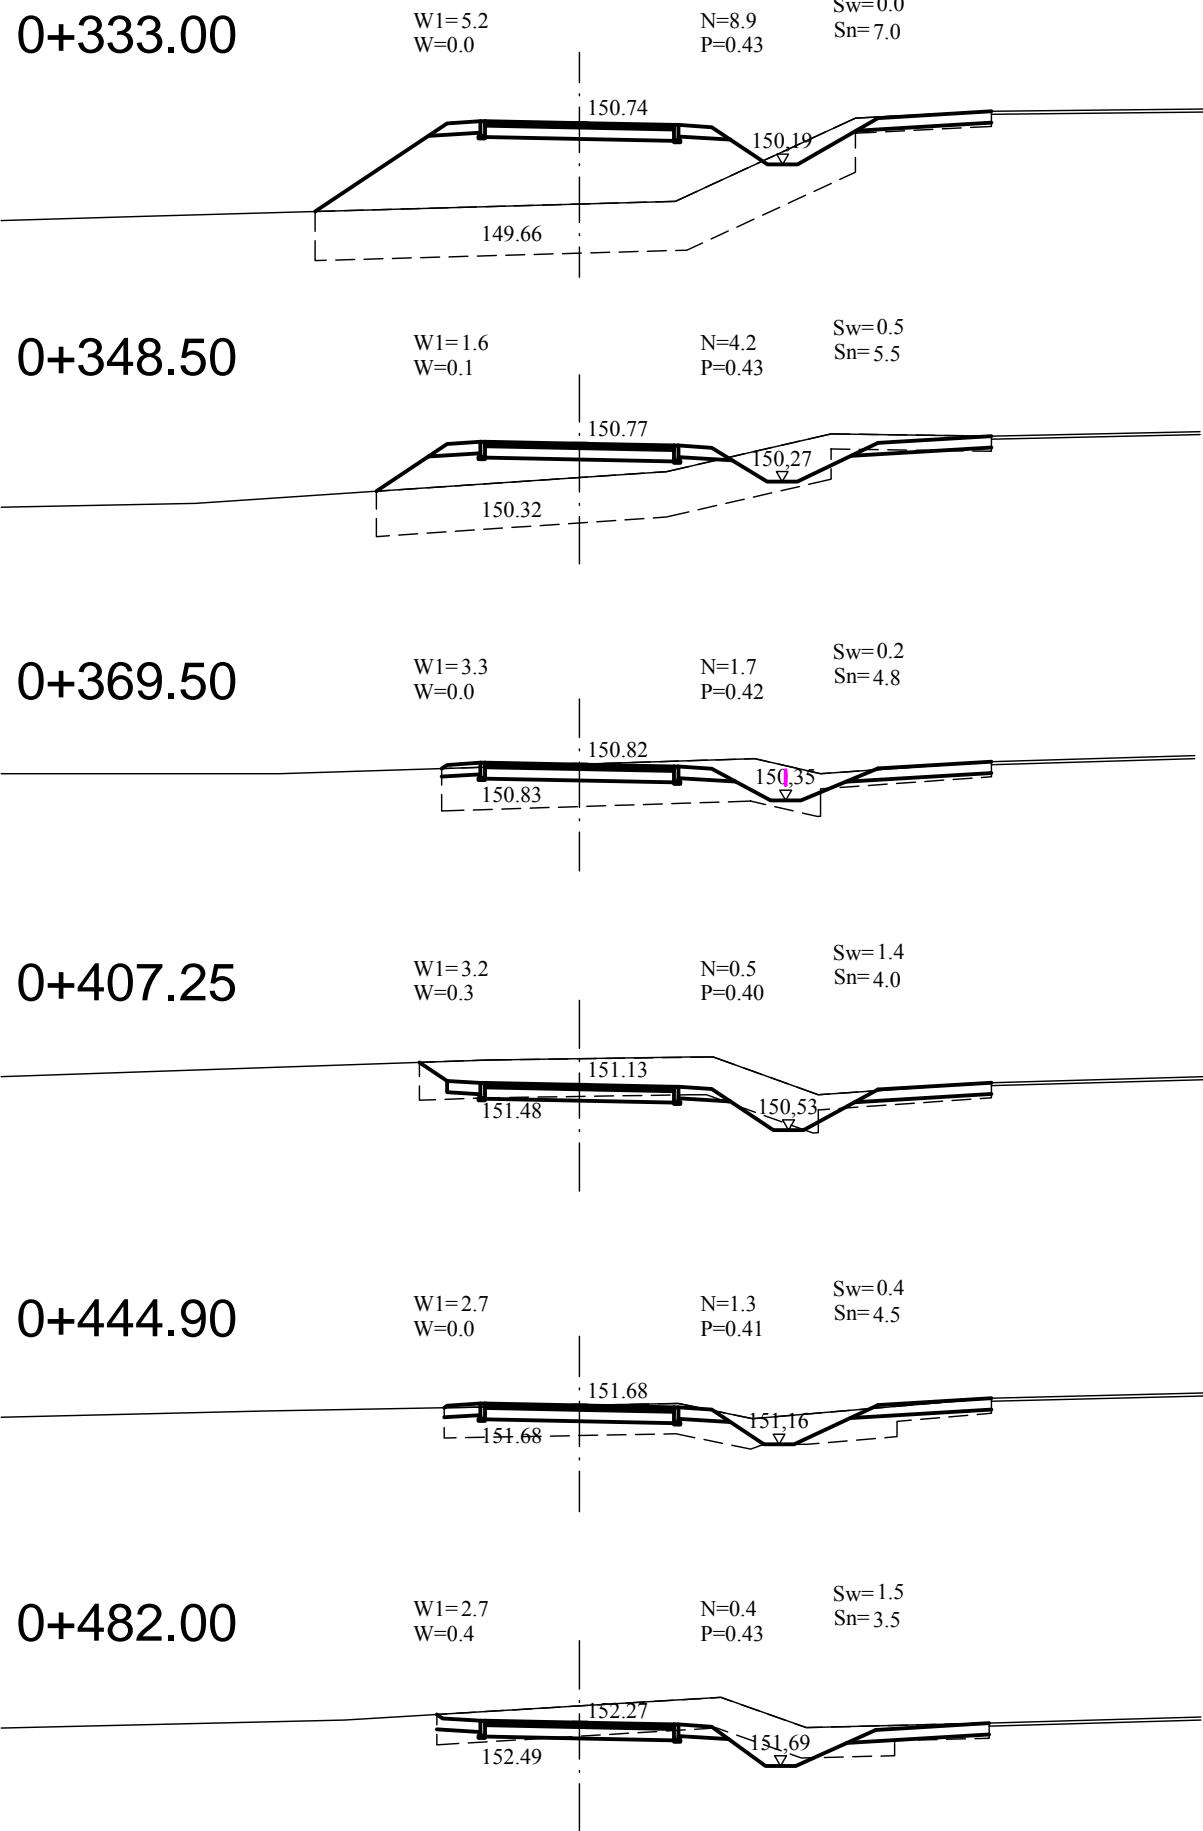 Sw=0.0
0+333.00 W1=5.2 N=8.9 Sn=7.0
W=0.0 P=0.43
150.74
150,19
149.66
Sw=0.5
0+348.50 W1=1.6 N=4.2 Sn=5.5
W=0.1 P=0.43
150.77
150,27
150.32
Sw=0.2
0+369.50 W1=3.3 N=1.7 Sn=4.8
W=0.0 P=0.42
150.82
150,35
150.83
Sw=1.4
0+407.25 W1=3.2 N=0.5 Sn=4.0
W=0.3 P=0.40
151.13
150,53
151.48
Sw=0.4
0+444.90 W1=2.7 N=1.3 Sn=4.5
W=0.0 P=0.41
151.68
151,16
151.68
Sw=1.5
0+482.00 W1=2.7 N=0.4 Sn=3.5
W=0.4 P=0.43
152.27
151,69
152.49